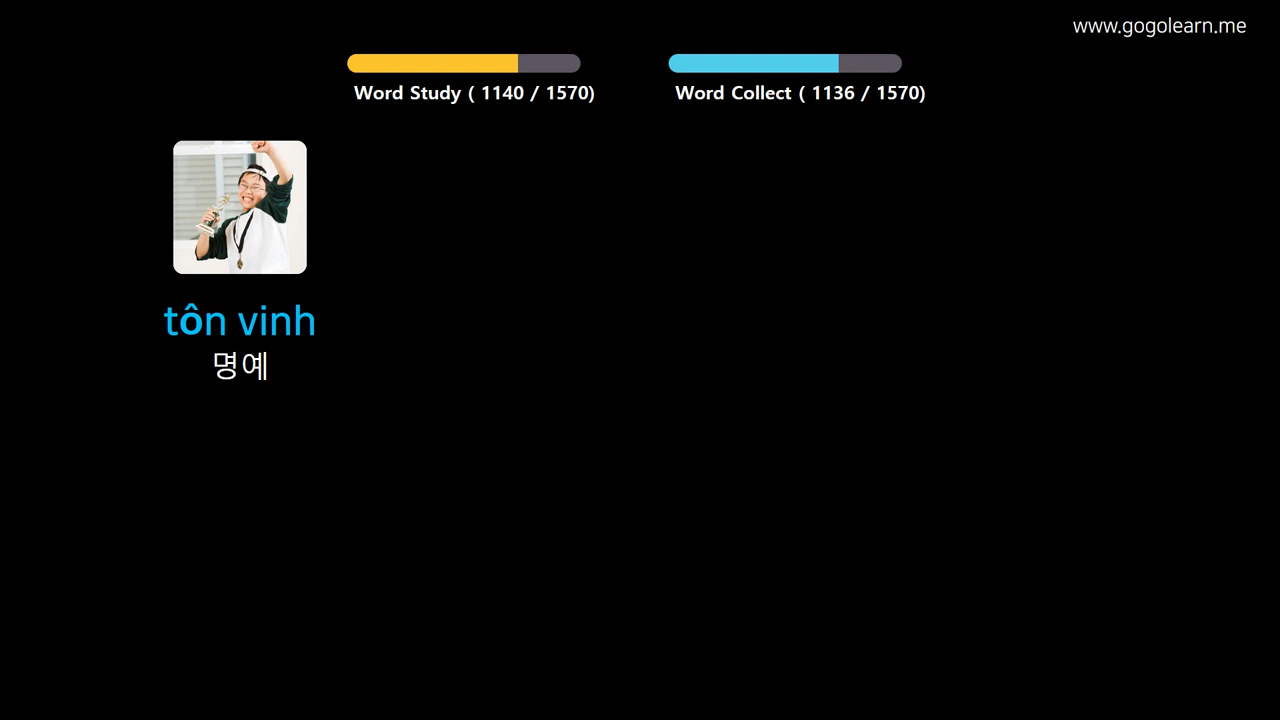 www.gogolearn.me
Word Study ( 1140 / 1570)
Word Collect ( 1136 / 1570)
tôn vinh
명예